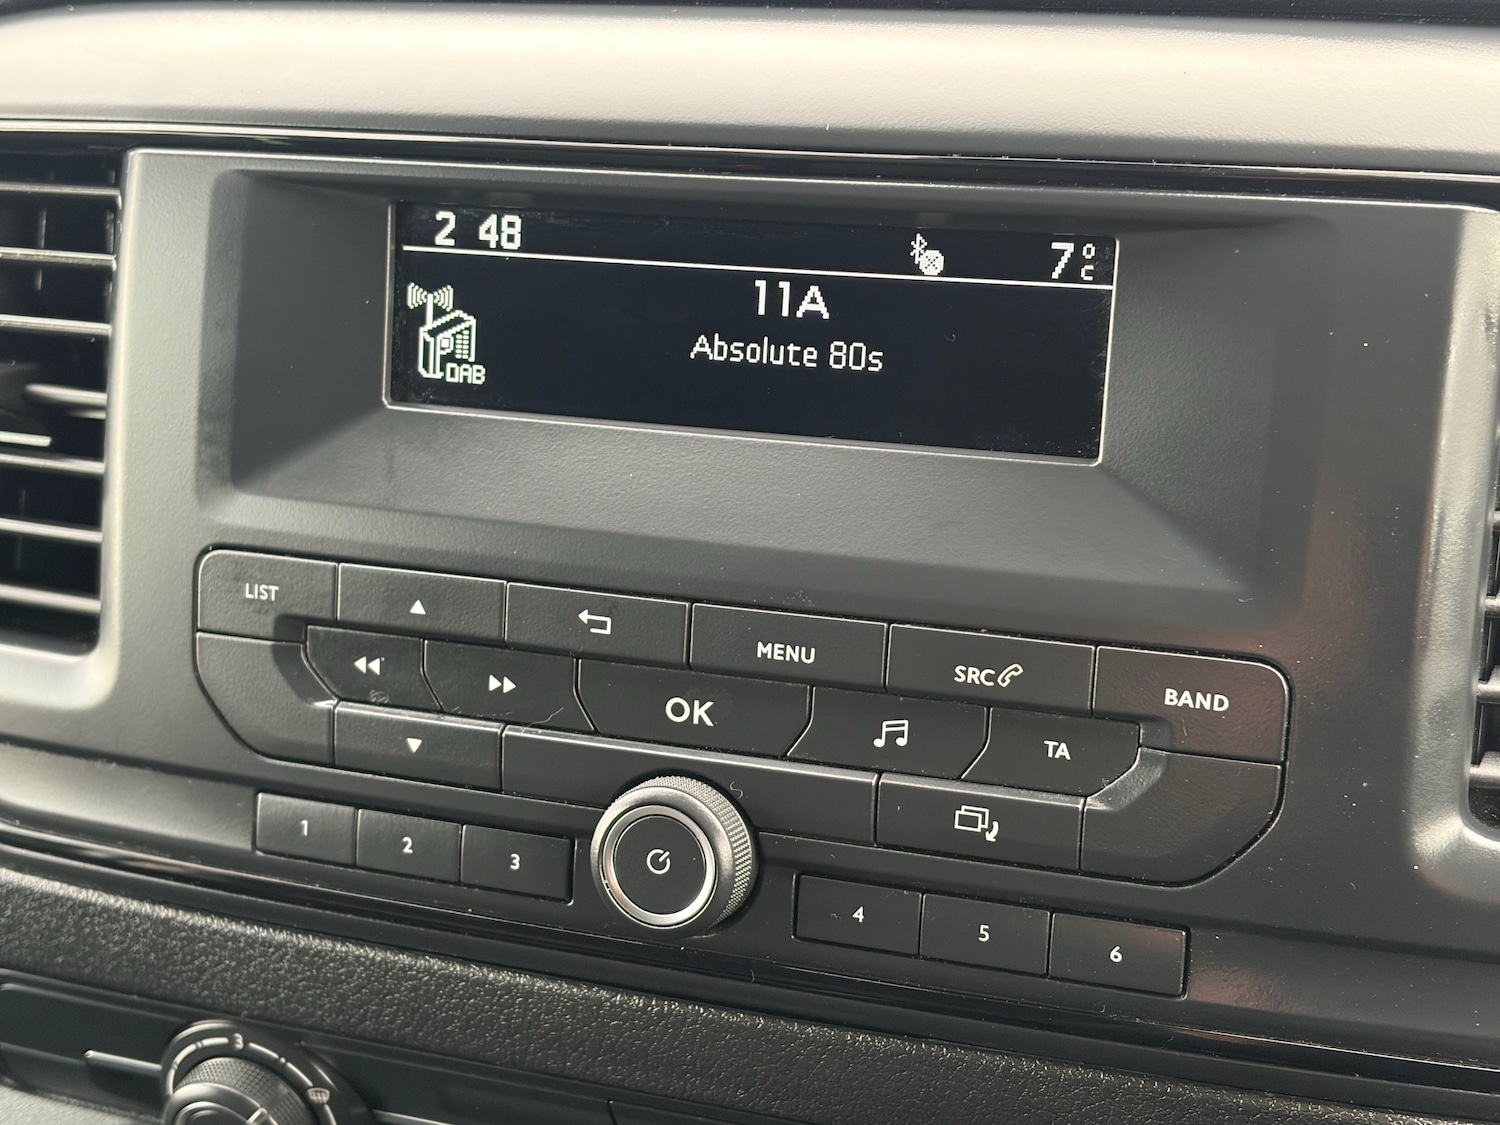 2 48
7°C
11A
Absolute 80s
DAB
LIST
MENU
SRC
BAND
OK
TA
1
2
3
4
5
6
3